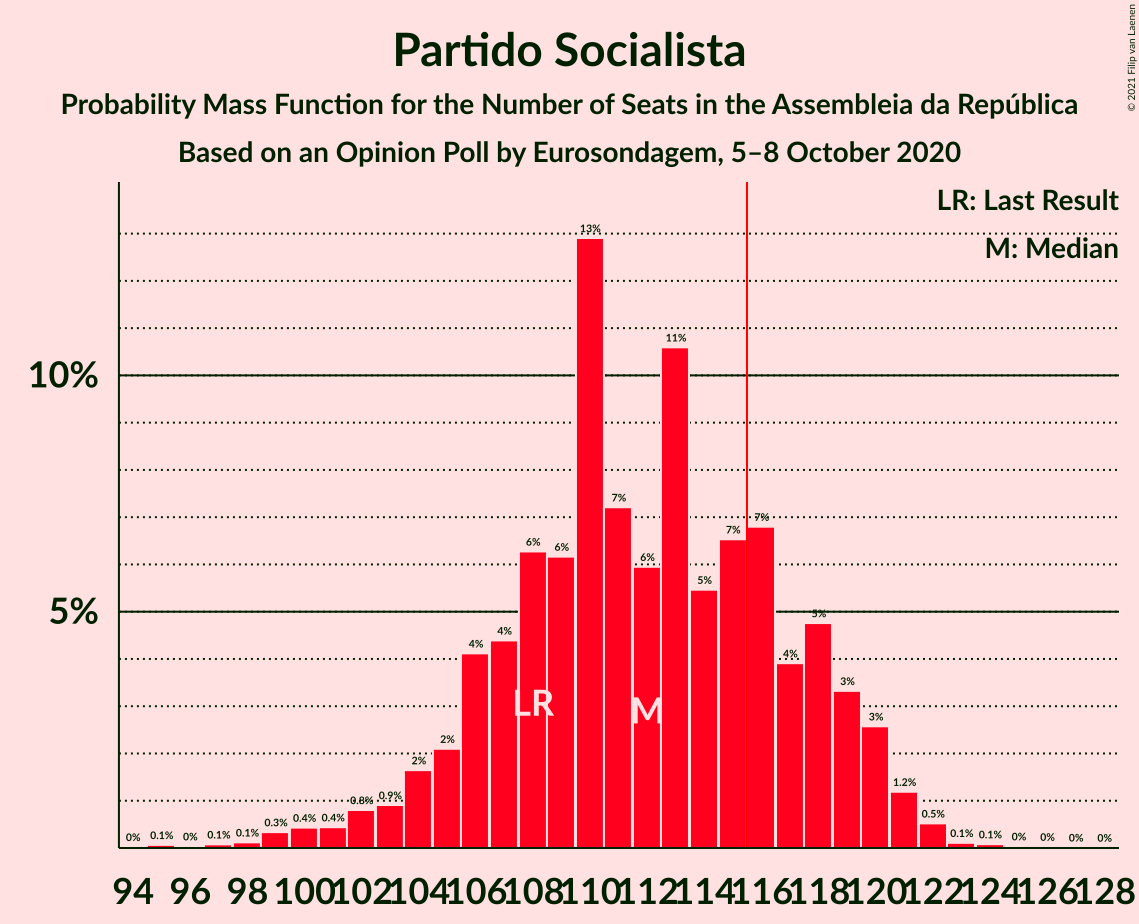 Partido Socialista
Probability Mass Function for the Number of Seats in the Assembleia da República
Based on an Opinion Poll by Eurosondagem, 5–8 October 2020
© 2021 Filip van Laenen
LR: Last Result
M: Median
10%
5%
0% 0.1% 0% 0.1% 0.1% 0.3% 0.4% 0.4% 0.8% 0.9% 2% 2% 4% 4% 6% 6% 13% 7% 6% 11% 5% 7% 7% 4% 5% 3% 3% 1.2% 0.5% 0.1% 0.1% 0% 0% 0% 0%
LR M
94 96 98 100 102 104 106 108 110 112 114 116 118 120 122 124 126 128